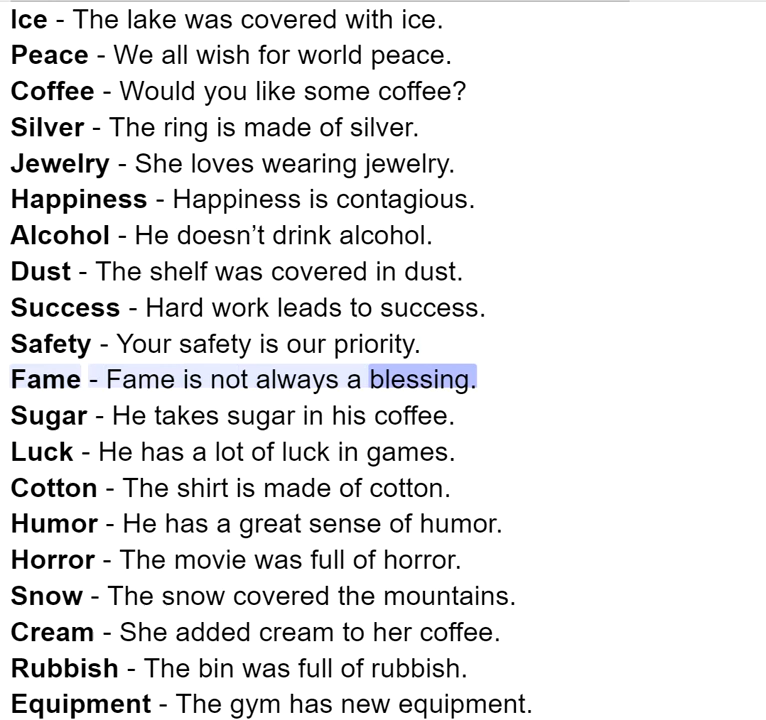 Ice - The lake was covered with ice.
Peace - We all wish for world peace.
Coffee - Would you like some coffee?
Silver - The ring is made of silver.
Jewelry - She loves wearing jewelry.
Happiness - Happiness is contagious.
Alcohol - He doesn’t drink alcohol.
Dust - The shelf was covered in dust.
Success - Hard work leads to success.
Safety - Your safety is our priority.
Fame - Fame is not always a blessing.
Sugar - He takes sugar in his coffee.
Luck - He has a lot of luck in games.
Cotton - The shirt is made of cotton.
Humor - He has a great sense of humor.
Horror - The movie was full of horror.
Snow - The snow covered the mountains.
Cream - She added cream to her coffee.
Rubbish - The bin was full of rubbish.
Equipment - The gym has new equipment.